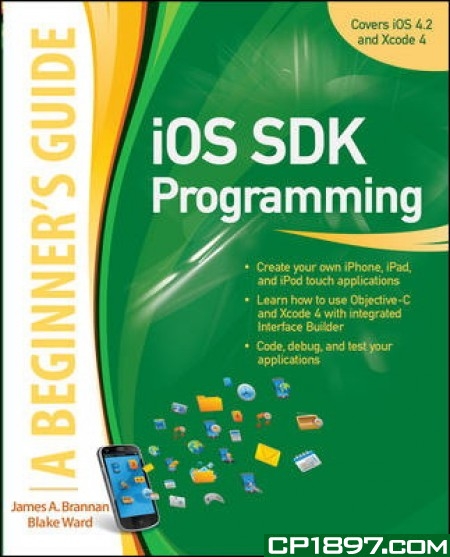 Covers iOS 4.2
and Xcode 4
A BEGINNER'S GUIDE
iOS SDK
Programming
• Create your own iPhone, iPad,
and iPod touch applications
• Learn how to use Objective-C
and Xcode 4 with integrated
Interface Builder
• Code, debug, and test your
applications
James A. Brannan
Blake Ward
CP1897.com